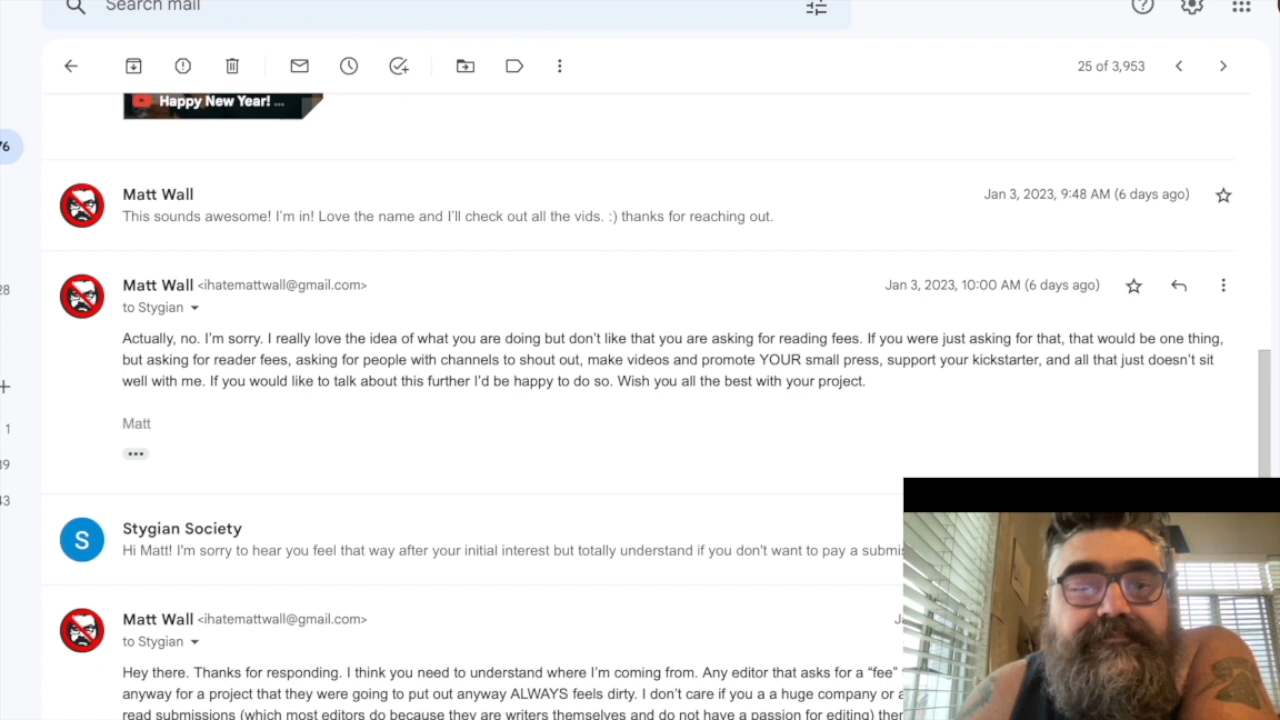 Search mail
25 of 3,953
Happy New Year! ...
76
Matt Wall
Jan 3, 2023, 9:48 AM (6 days ago)
This sounds awesome! I'm in! Love the name and I'll check out all the vids. :) thanks for reaching out.
Matt Wall <ihatemattwall@gmail.com>
Jan 3, 2023, 10:00 AM (6 days ago)
28
to Stygian
Actually, no. I'm sorry. I really love the idea of what you are doing but don't like that you are asking for reading fees. If you were just asking for that, that would be one thing,
but asking for reader fees, asking for people with channels to shout out, make videos and promote YOUR small press, support your kickstarter, and all that just doesn't sit
well with me. If you would like to talk about this further I'd be happy to do so. Wish you all the best with your project.
Matt
1
39
43
Stygian Society
S
Hi Matt! I'm sorry to hear you feel that way after your initial interest but totally understand if you don't want to pay a submis
Matt Wall <ihatemattwall@gmail.com>
to Stygian
Hey there. Thanks for responding. I think you need to understand where I'm coming from. Any editor that asks for a “fee”
anyway for a project that they were going to put out anyway ALWAYS feels dirty. I don't care if you a a huge company or a
read submissions (which most editors do because they are writers themselves and do not have a passion for editing) then